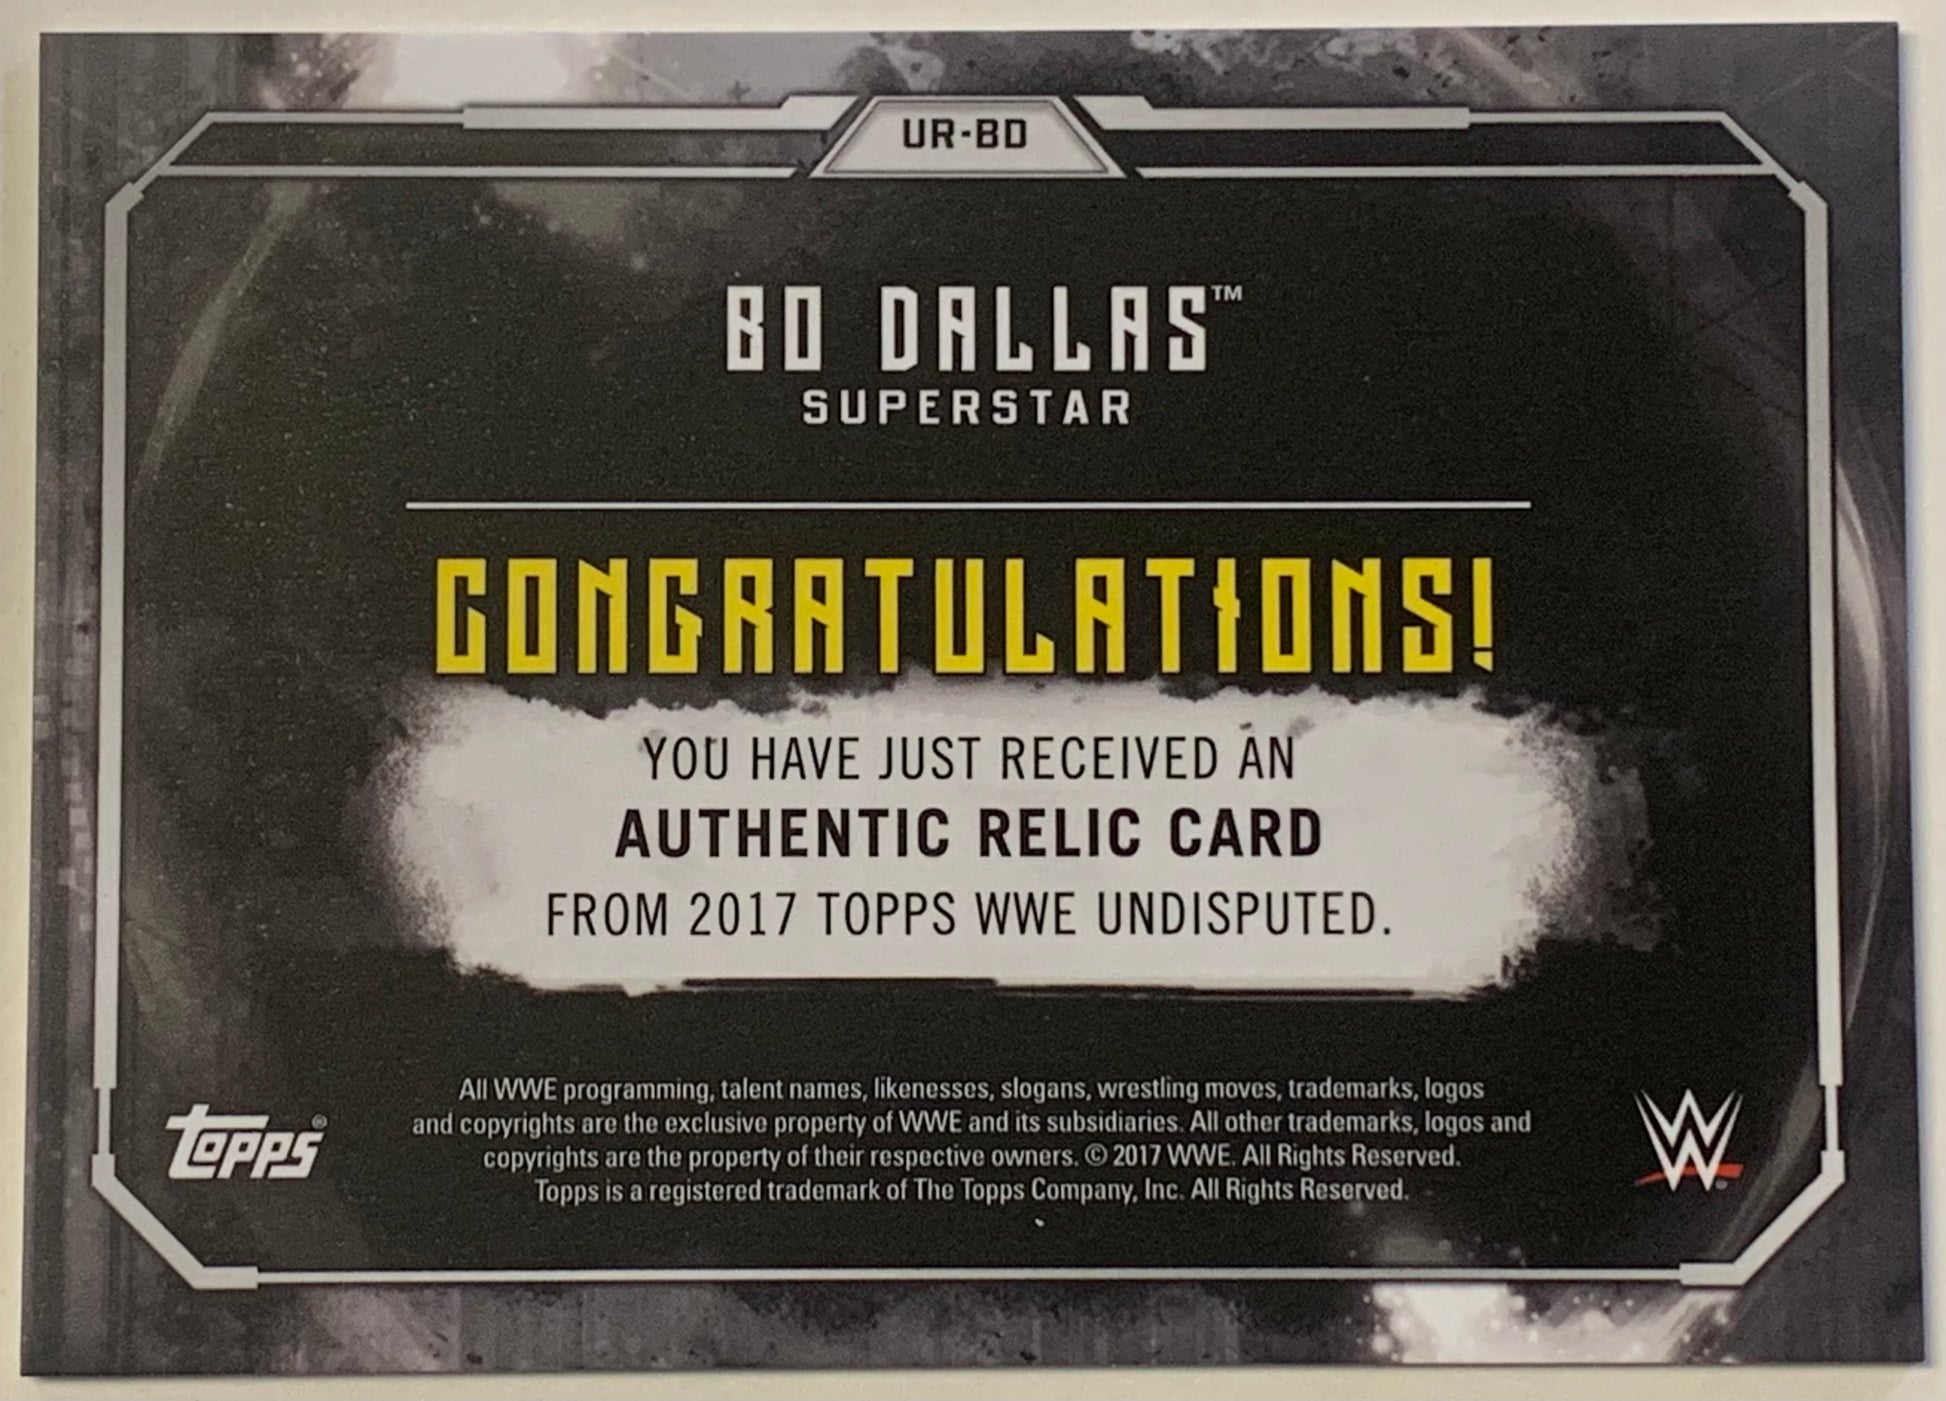 UR-BD
BO DALLAS™
SUPERSTAR
CONGRATULATIONS!
YOU HAVE JUST RECEIVED AN
AUTHENTIC RELIC CARD
FROM 2017 TOPPS WWE UNDISPUTED.
All WWE programming, talent names, likenesses, slogans, wrestling moves, trademarks, logos
and copyrights are the exclusive property of WWE and its subsidiaries. All other trademarks, logos and
copyrights are the property of their respective owners. © 2017 WWE. All Rights Reserved.
Topps is a registered trademark of The Topps Company, Inc. All Rights Reserved.
Topps®
W